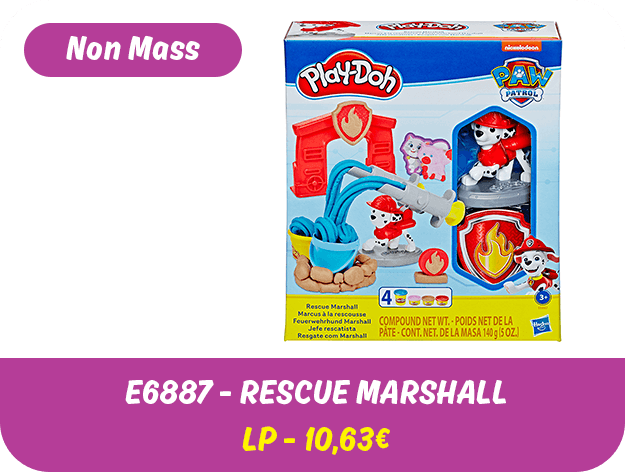 Non Mass
nickelodeon
PLAY-DOH
PAW
PATROL
Rescue Marshall
Marcus à la rescousse
Feuerwehrhund Marshall
Jefe rescatista
Resgate com Marshall
4
COMPOUND NET WT. - POIDS NET DE LA
PÂTE - CONT. NET. DE LA MASA 140 g (5 OZ.)
3+
Hasbro
E6887 - RESCUE MARSHALL
LP - 10,63€